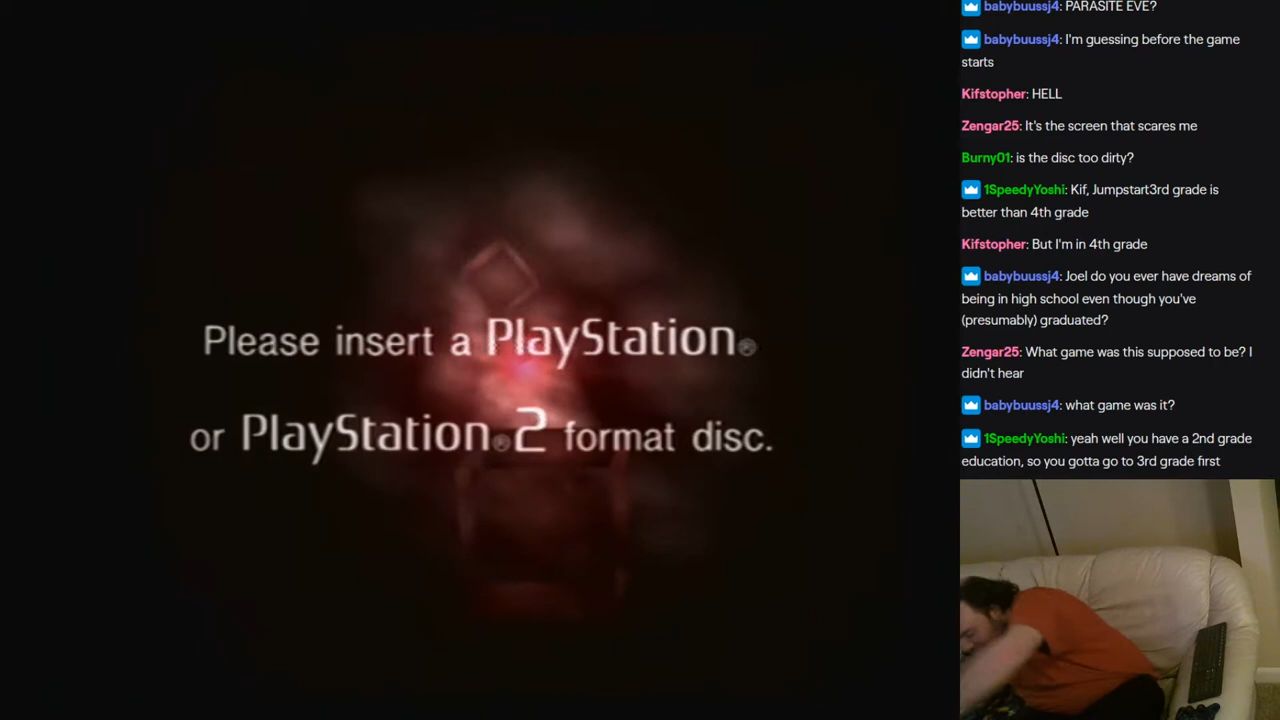 Please insert a PlayStation®
or PlayStation®2 format disc.
babybuussj4: PARASITE EVE?
babybuussj4: I'm guessing before the game
starts
Kifstopher: HELL
Zengar25: It's the screen that scares me
Burny01: is the disc too dirty?
1SpeedyYoshi: Kif, Jumpstart3rd grade is
better than 4th grade
Kifstopher: But I'm in 4th grade
babybuussj4: Joel do you ever have dreams of
being in high school even though you've
(presumably) graduated?
Zengar25: What game was this supposed to be? I
didn't hear
babybuussj4: what game was it?
1SpeedyYoshi: yeah well you have a 2nd grade
education, so you gotta go to 3rd grade first